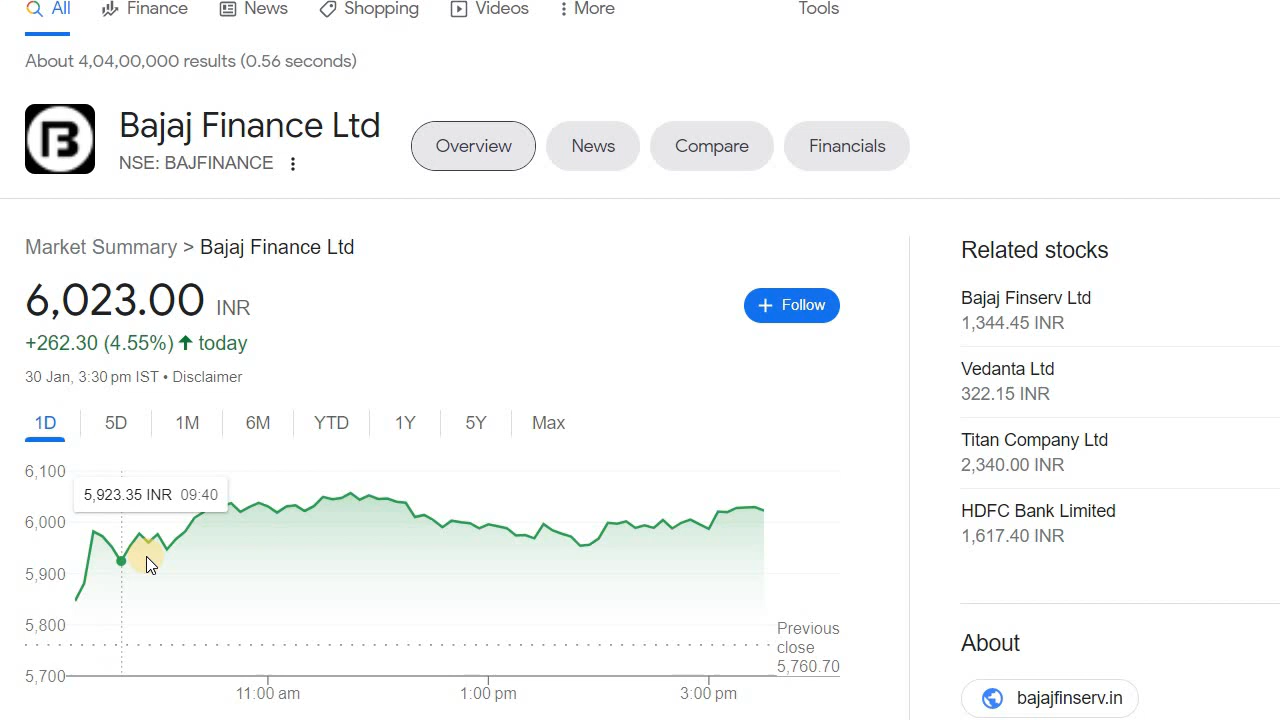 All Finance News Shopping Videos More Tools
About 4,04,00,000 results (0.56 seconds)
Bajaj Finance Ltd
NSE: BAJFINANCE
Overview News Compare Financials
Market Summary > Bajaj Finance Ltd
6,023.00 INR
+ Follow
+262.30 (4.55%) ↑ today
30 Jan, 3:30 pm IST • Disclaimer
1D 5D 1M 6M YTD 1Y 5Y Max
6,100
5,923.35 INR 09:40
6,000
5,900
5,800
Previous
close
5,760.70
5,700
11:00 am 1:00 pm 3:00 pm
Related stocks
Bajaj Finserv Ltd
1,344.45 INR
Vedanta Ltd
322.15 INR
Titan Company Ltd
2,340.00 INR
HDFC Bank Limited
1,617.40 INR
About
bajajfinserv.in